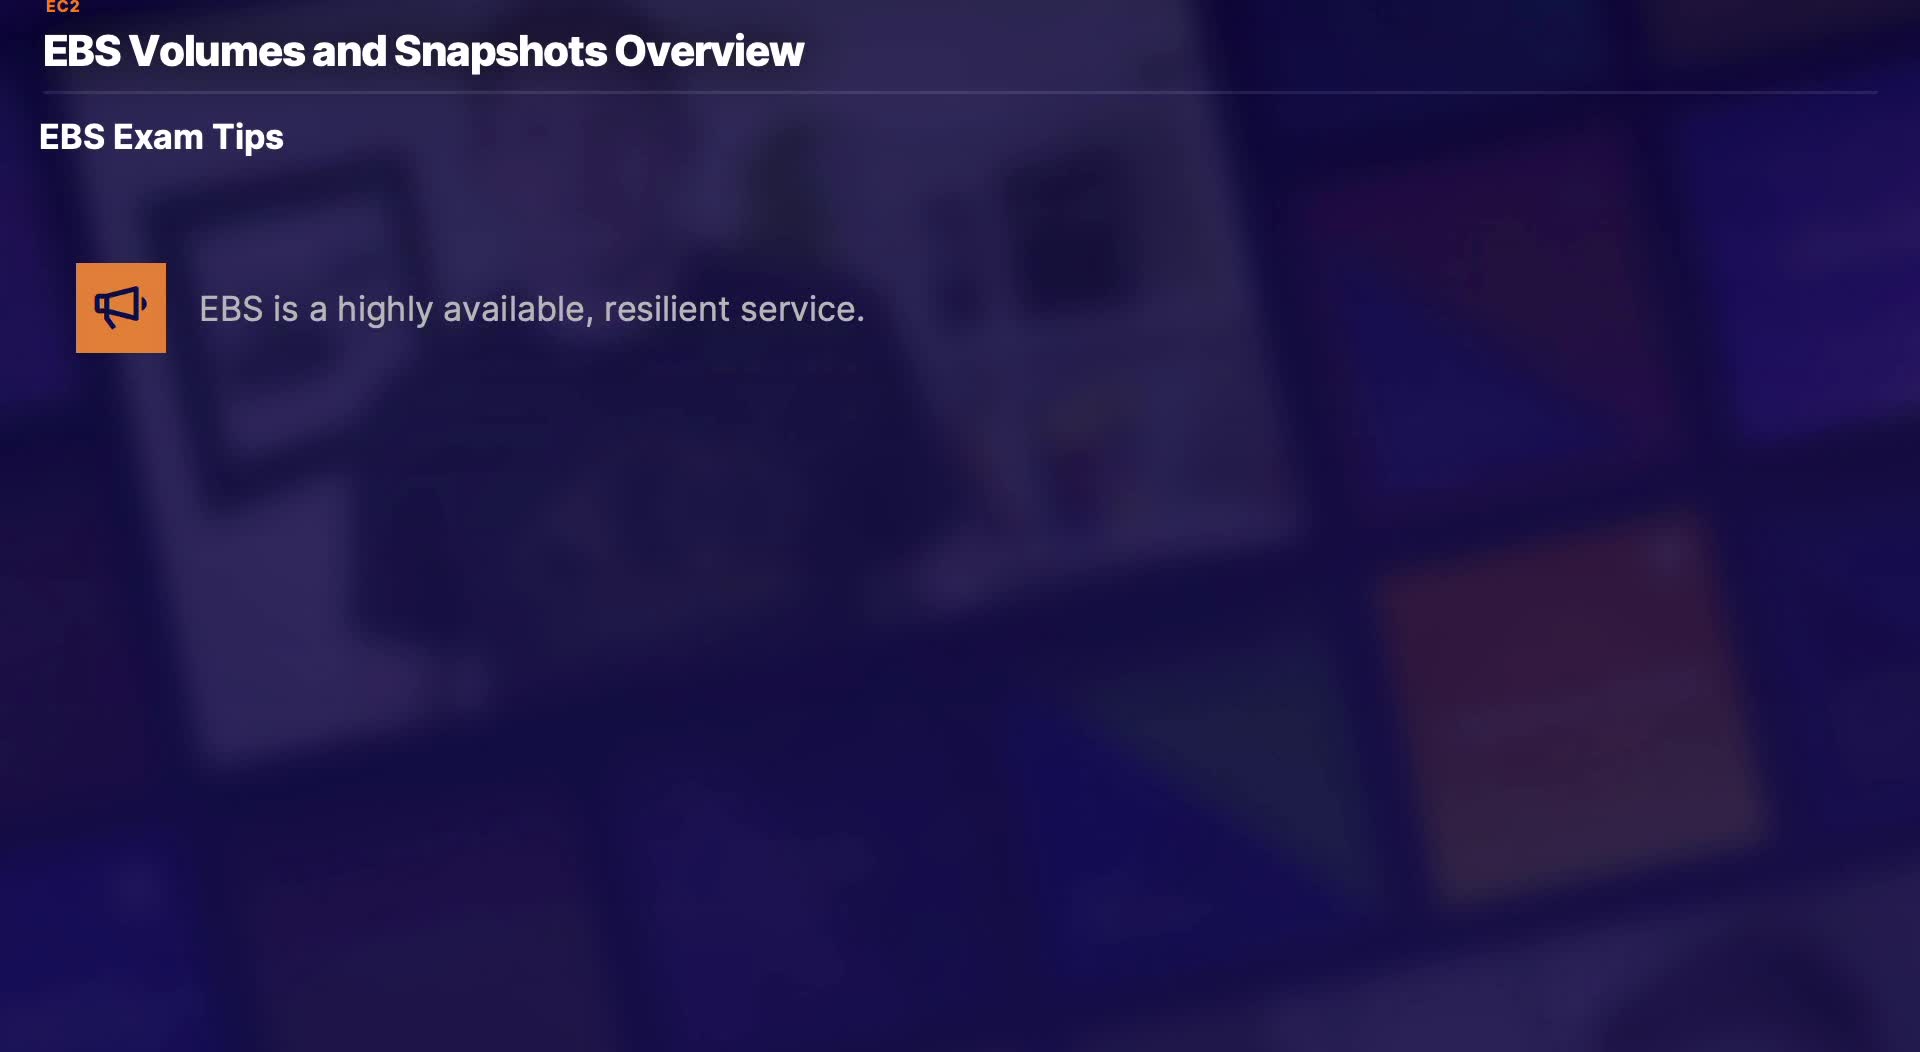 EC2
EBS Volumes and Snapshots Overview
EBS Exam Tips
EBS is a highly available, resilient service.